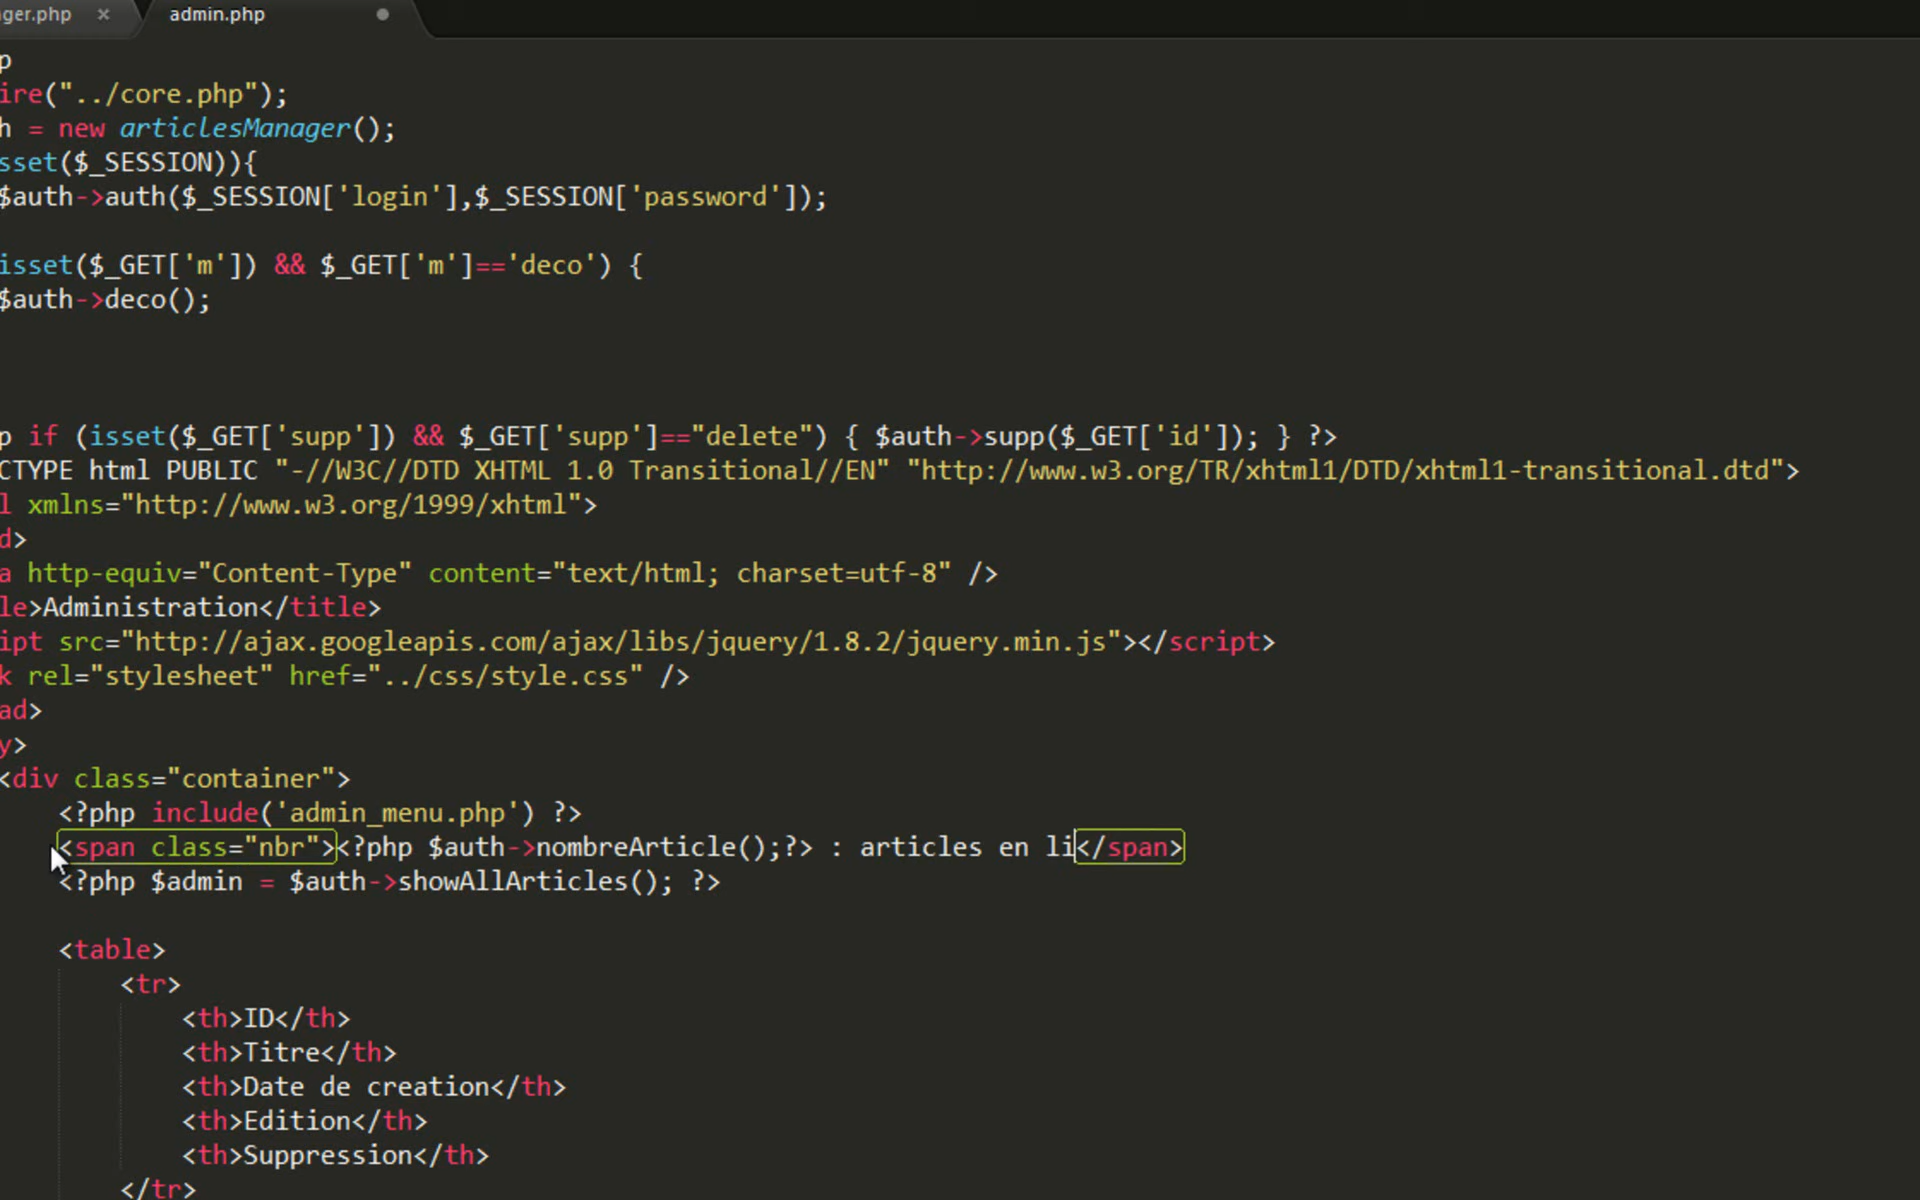 ger.php × admin.php
p
ire("../core.php");
h = new articlesManager();
sset($_SESSION)){
$auth->auth($_SESSION['login'],$_SESSION['password']);
isset($_GET['m']) && $_GET['m']=='deco') {
$auth->deco();
p if (isset($_GET['supp']) && $_GET['supp']=="delete") { $auth->supp($_GET['id']); } ?>
CTYPE html PUBLIC "-//W3C//DTD XHTML 1.0 Transitional//EN" "http://www.w3.org/TR/xhtml1/DTD/xhtml1-transitional.dtd">
l xmlns="http://www.w3.org/1999/xhtml">
d>
a http-equiv="Content-Type" content="text/html; charset=utf-8" />
le>Administration</title>
ipt src="http://ajax.googleapis.com/ajax/libs/jquery/1.8.2/jquery.min.js"></script>
k rel="stylesheet" href="../css/style.css" />
ad>
y>
<div class="container">
<?php include('admin_menu.php') ?>
<span class="nbr"><?php $auth->nombreArticle();?> : articles en li</span>
<?php $admin = $auth->showAllArticles(); ?>
<table>
<tr>
<th>ID</th>
<th>Titre</th>
<th>Date de creation</th>
<th>Edition</th>
<th>Suppression</th>
</tr>